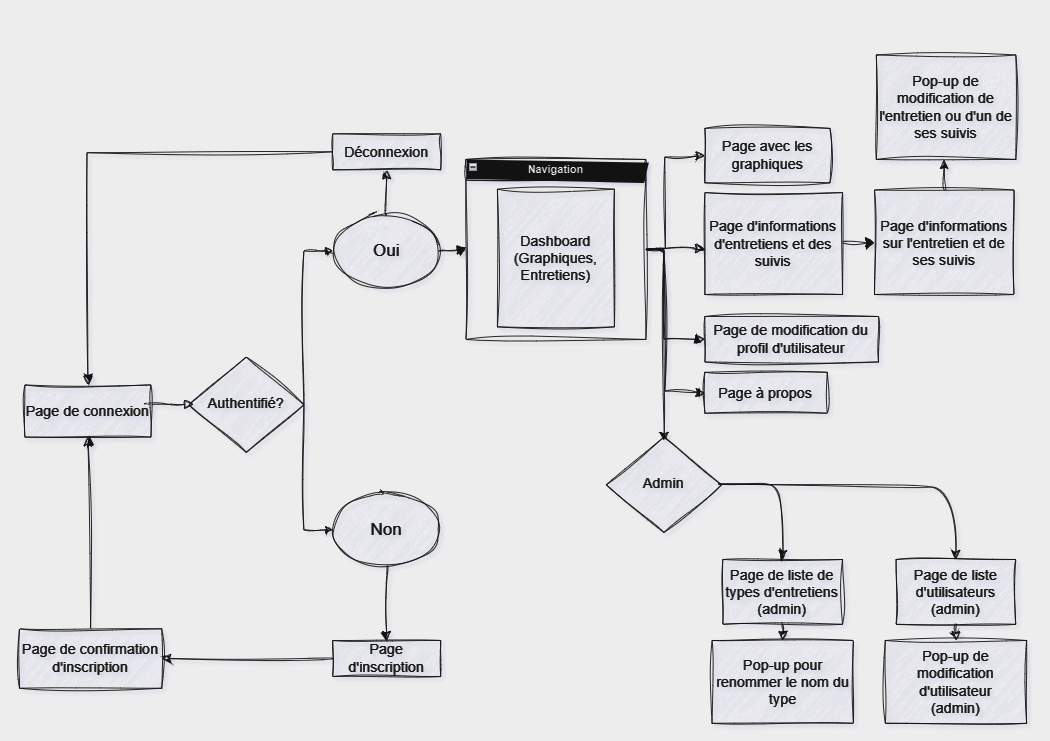 Pop-up de
modification de
l'entretien ou d'un de
ses suivis
Déconnexion
Page avec les
graphiques
Navigation
Oui
Dashboard
(Graphiques,
Entretiens)
Page d'informations
d'entretiens et des
suivis
Page d'informations
sur l'entretien et de
ses suivis
Page de modification du
profil d'utilisateur
Page de connexion
Authentifié?
Page à propos
Admin
Non
Page de liste de
types d'entretiens
(admin)
Page de liste
d'utilisateurs
(admin)
Page de confirmation
d'inscription
Page
d'inscription
Pop-up pour
renommer le nom du
type
Pop-up de
modification
d'utilisateur
(admin)